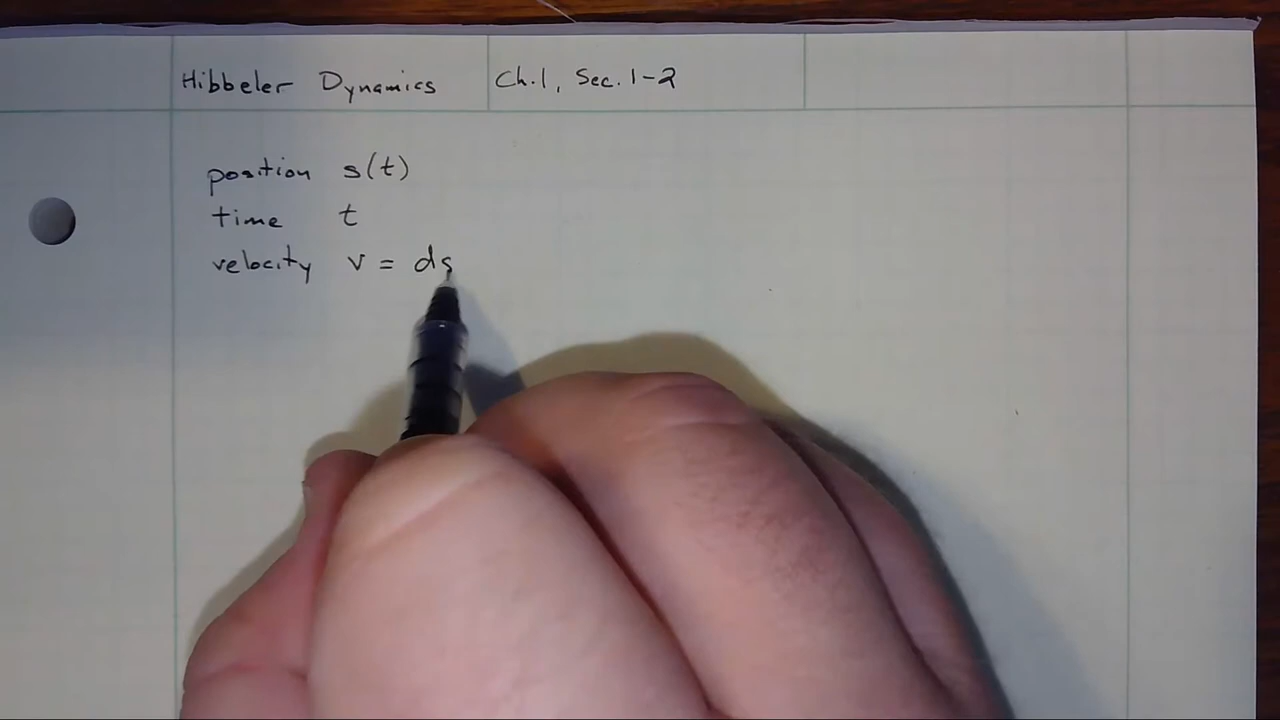 Hibbeler Dynamics Ch.1, Sec. 1-2
position s(t)
time t
velocity v = ds